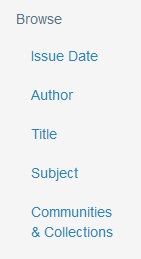 Browse
Issue Date
Author
Title
Subject
Communities
& Collections